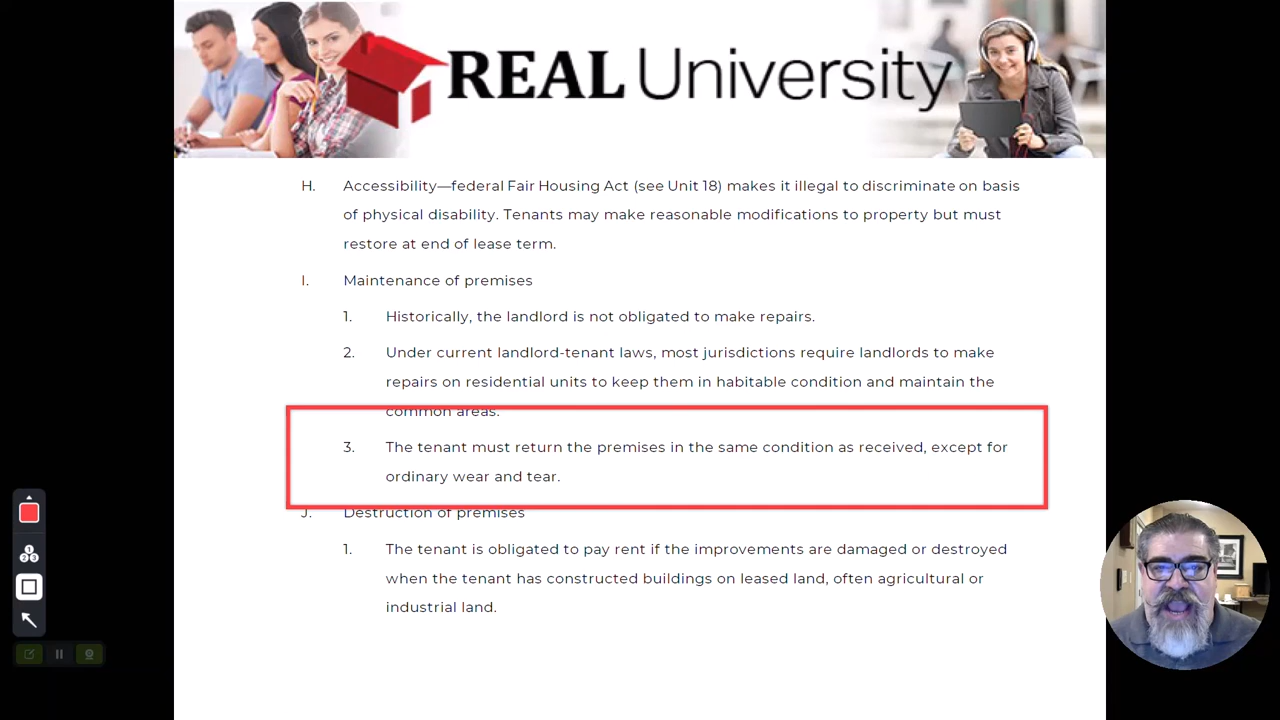 REAL University
H. Accessibility—federal Fair Housing Act (see Unit 18) makes it illegal to discriminate on basis
of physical disability. Tenants may make reasonable modifications to property but must
restore at end of lease term.
I. Maintenance of premises
1. Historically, the landlord is not obligated to make repairs.
2. Under current landlord-tenant laws, most jurisdictions require landlords to make
repairs on residential units to keep them in habitable condition and maintain the
common areas.
3. The tenant must return the premises in the same condition as received, except for
ordinary wear and tear.
J. Destruction of premises
1. The tenant is obligated to pay rent if the improvements are damaged or destroyed
when the tenant has constructed buildings on leased land, often agricultural or
industrial land.